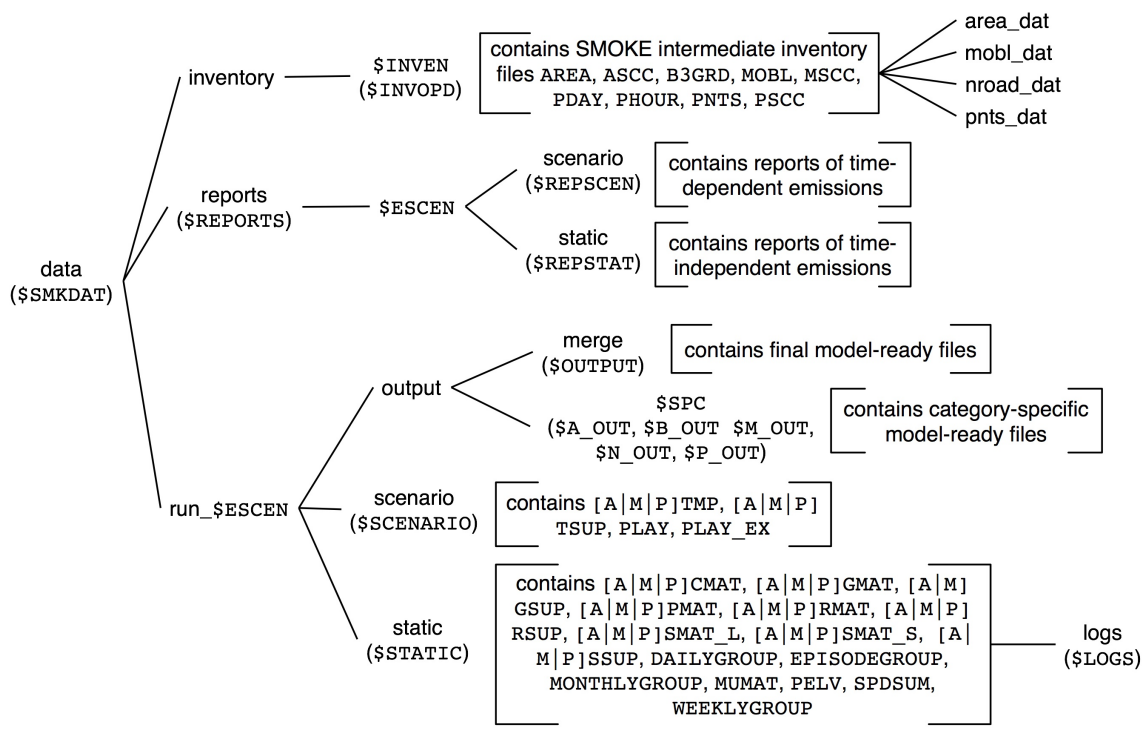 inventory
$INVEN
($INVOPD)
contains SMOKE intermediate inventory
files AREA, ASCC, B3GRD, MOBL, MSCC,
PDAY, PHOUR, PNTS, PSCC
area_dat
mobl_dat
nroad_dat
pnts_dat
reports
($REPORTS)
$ESCEN
scenario
($REPSCEN)
contains reports of time-
dependent emissions
static
($REPSTAT)
contains reports of time-
independent emissions
data
($SMKDAT)
run_$ESCEN
output
merge
($OUTPUT)
contains final model-ready files
$SPC
($A_OUT, $B_OUT $M_OUT,
$N_OUT, $P_OUT)
contains category-specific
model-ready files
scenario
($SCENARIO)
contains [A|M|P]TMP, [A|M|P]
TSUP, PLAY, PLAY_EX
static
($STATIC)
contains [A|M|P]CMAT, [A|M|P]GMAT, [A|M]
GSUP, [A|M|P]PMAT, [A|M|P]RMAT, [A|M|P]
RSUP, [A|M|P]SMAT_L, [A|M|P]SMAT_S, [A|
M|P]SSUP, DAILYGROUP, EPISODEGROUP,
MONTHLYGROUP, MUMAT, PELV, SPDSUM,
WEEKLYGROUP
logs
($LOGS)